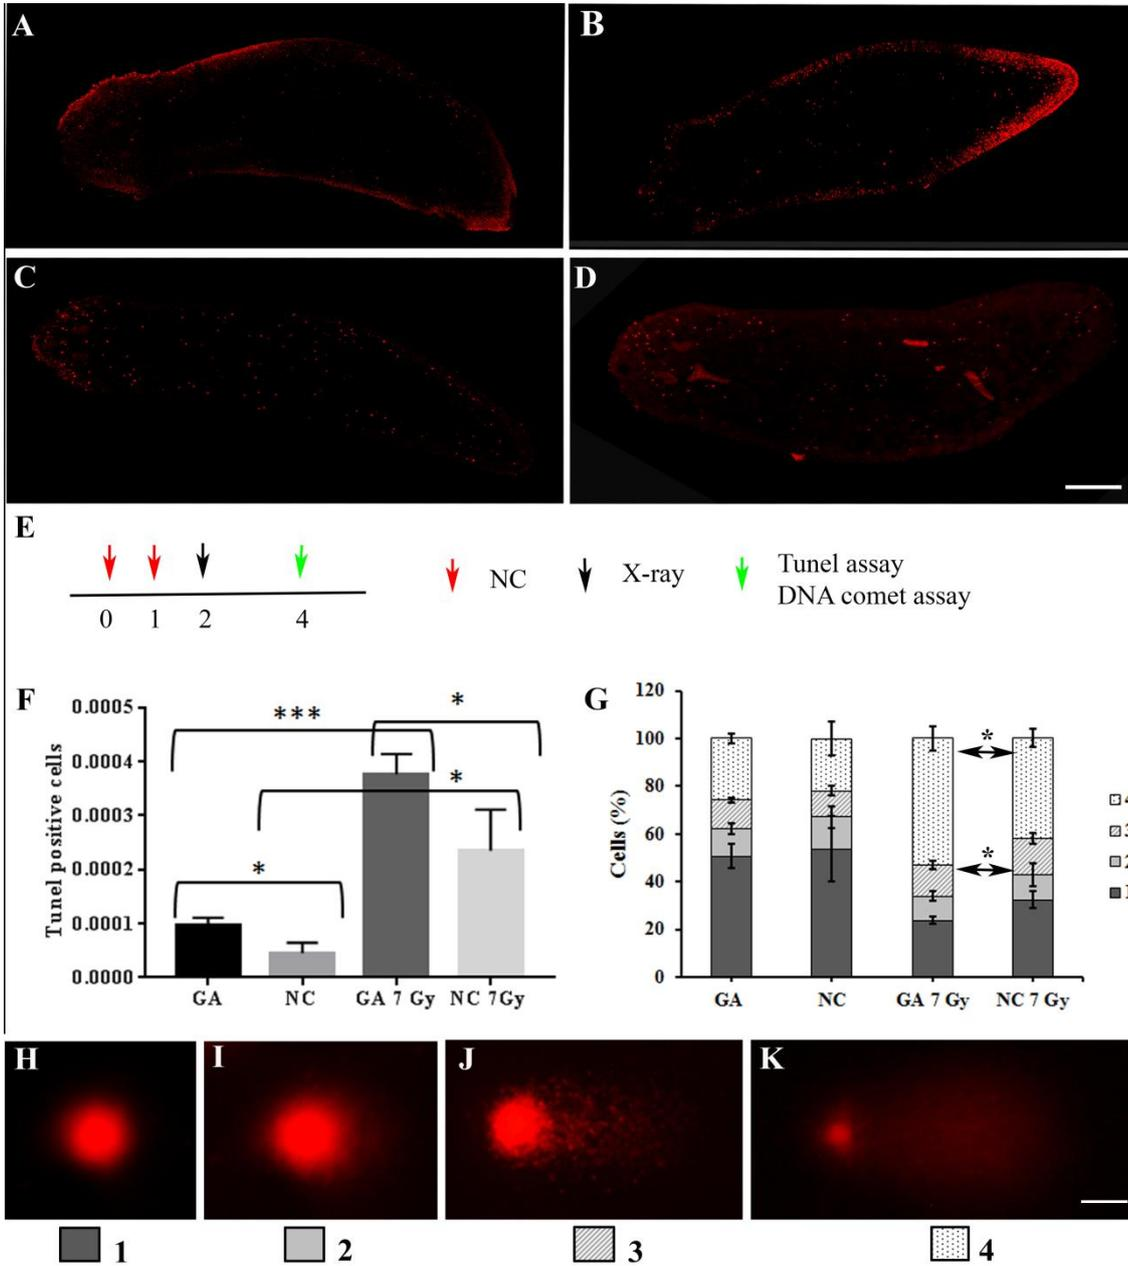 A
B
C
D
E
NC
X-ray
Tunel assay
DNA comet assay
0 1 2 4
F
***
*
*
*
0.0005
0.0004
0.0003
0.0002
0.0001
0.0000
Tunel positive cells
GA NC GA 7 Gy NC 7Gy
G
120
100
80
60
40
20
0
Cells (%)
*
*
GA NC GA 7 Gy NC 7 Gy
3
2
H
I
J
K
1
2
3
4